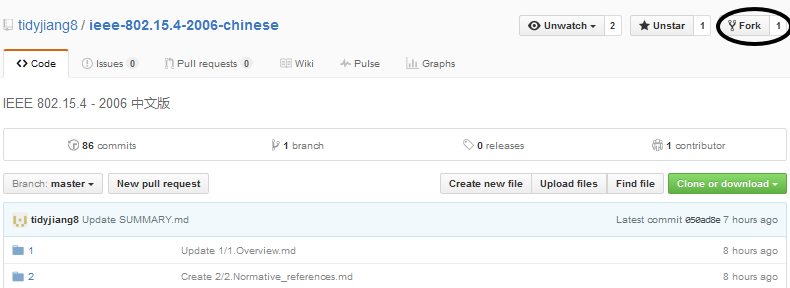 tidyjiang8 / ieee-802.15.4-2006-chinese Unwatch 2 Unstar 1 Fork 1
Code Issues 0 Pull requests 0 Wiki Pulse Graphs
IEEE 802.15.4 - 2006 中文版
86 commits 1 branch 0 releases 1 contributor
Branch: master New pull request Create new file Upload files Find file Clone or download
tidyjiang8 Update SUMMARY.md Latest commit 050ad8e 7 hours ago
1 Update 1/1.Overview.md 8 hours ago
2 Create 2/2.Normative_references.md 8 hours ago